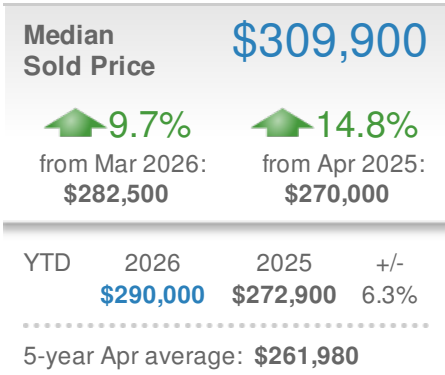 Median $309,900
Sold Price
9.7% 14.8%
from Mar 2026: from Apr 2025:
$282,500 $270,000
YTD 2026 2025 +/-
$290,000 $272,900 6.3%
5-year Apr average: $261,980